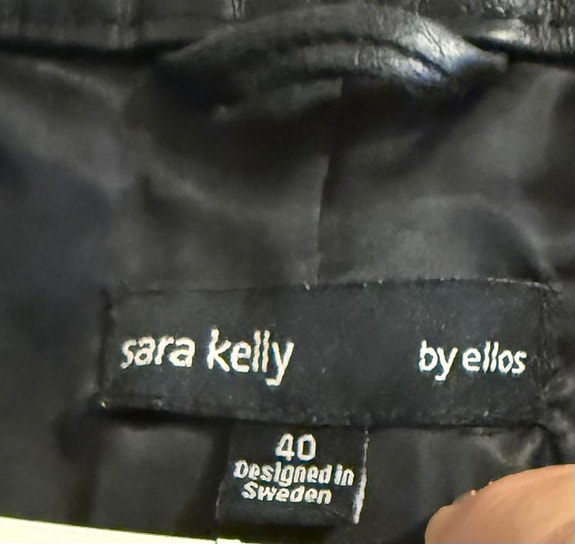 sara kelly by ellos
40
Designed in
Sweden